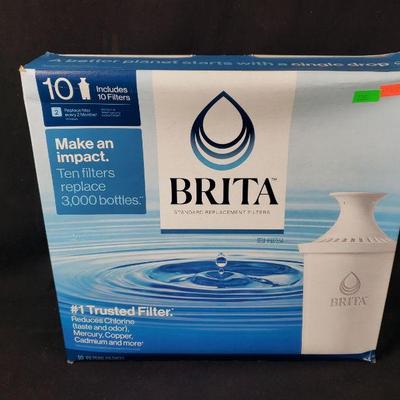 A better planet starts with a single drop
10 Includes
10 Filters
2 Replace filter
every 2 Months
Make an
impact.
Ten filters
replace
3,000 bottles.
BRITA™
STANDARD REPLACEMENT FILTERS
BRITA
#1 Trusted Filter.*
Reduces Chlorine
(taste and odor),
Mercury, Copper,
Cadmium and more